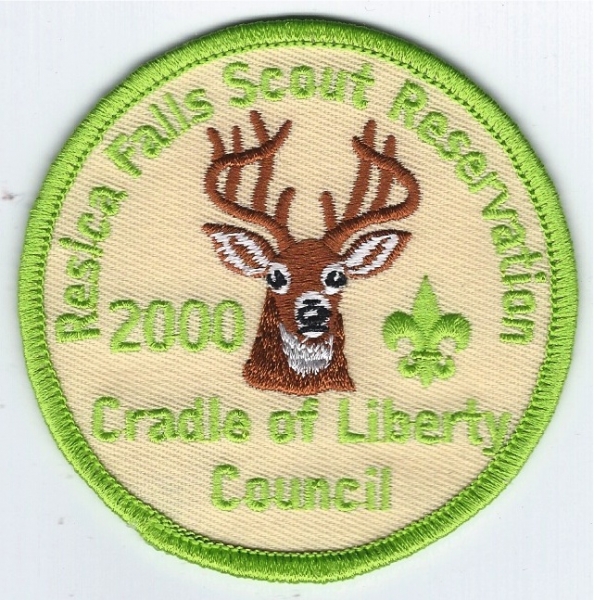 Resica Falls Scout Reservation
2000
Cradle of Liberty
Council